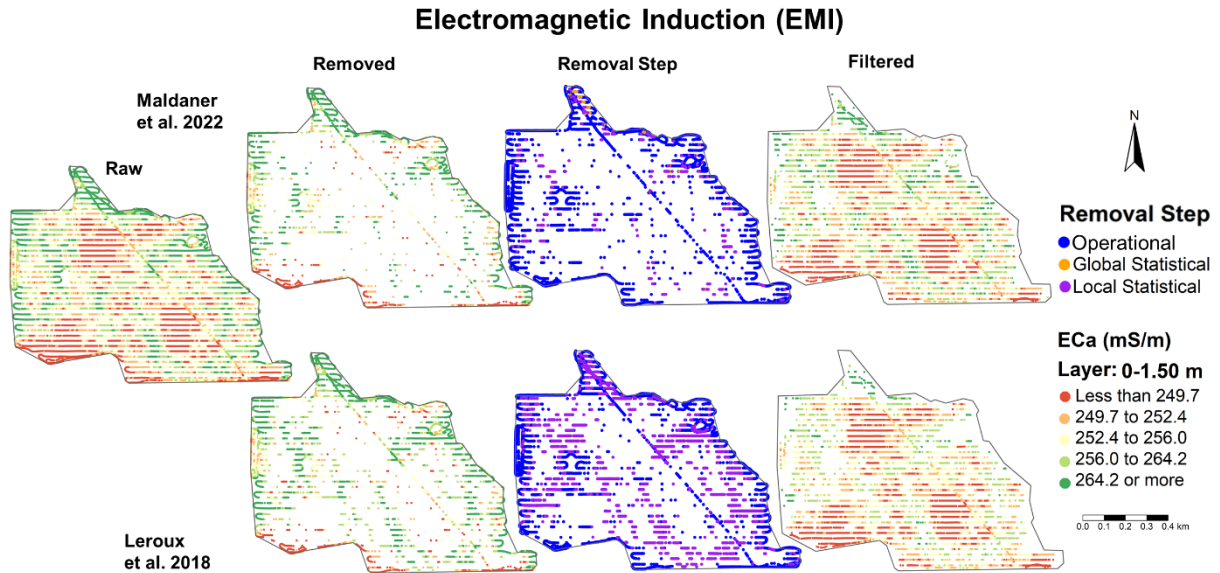 Electromagnetic Induction (EMI)
Removed
Removal Step
Filtered
Maldaner
et al. 2022
Raw
N
Removal Step
Operational
Global Statistical
Local Statistical
ECa (mS/m)
Layer: 0-1.50 m
Less than 249.7
249.7 to 252.4
252.4 to 256.0
256.0 to 264.2
264.2 or more
0.0 0.1 0.2 0.3 0.4 km
Leroux
et al. 2018